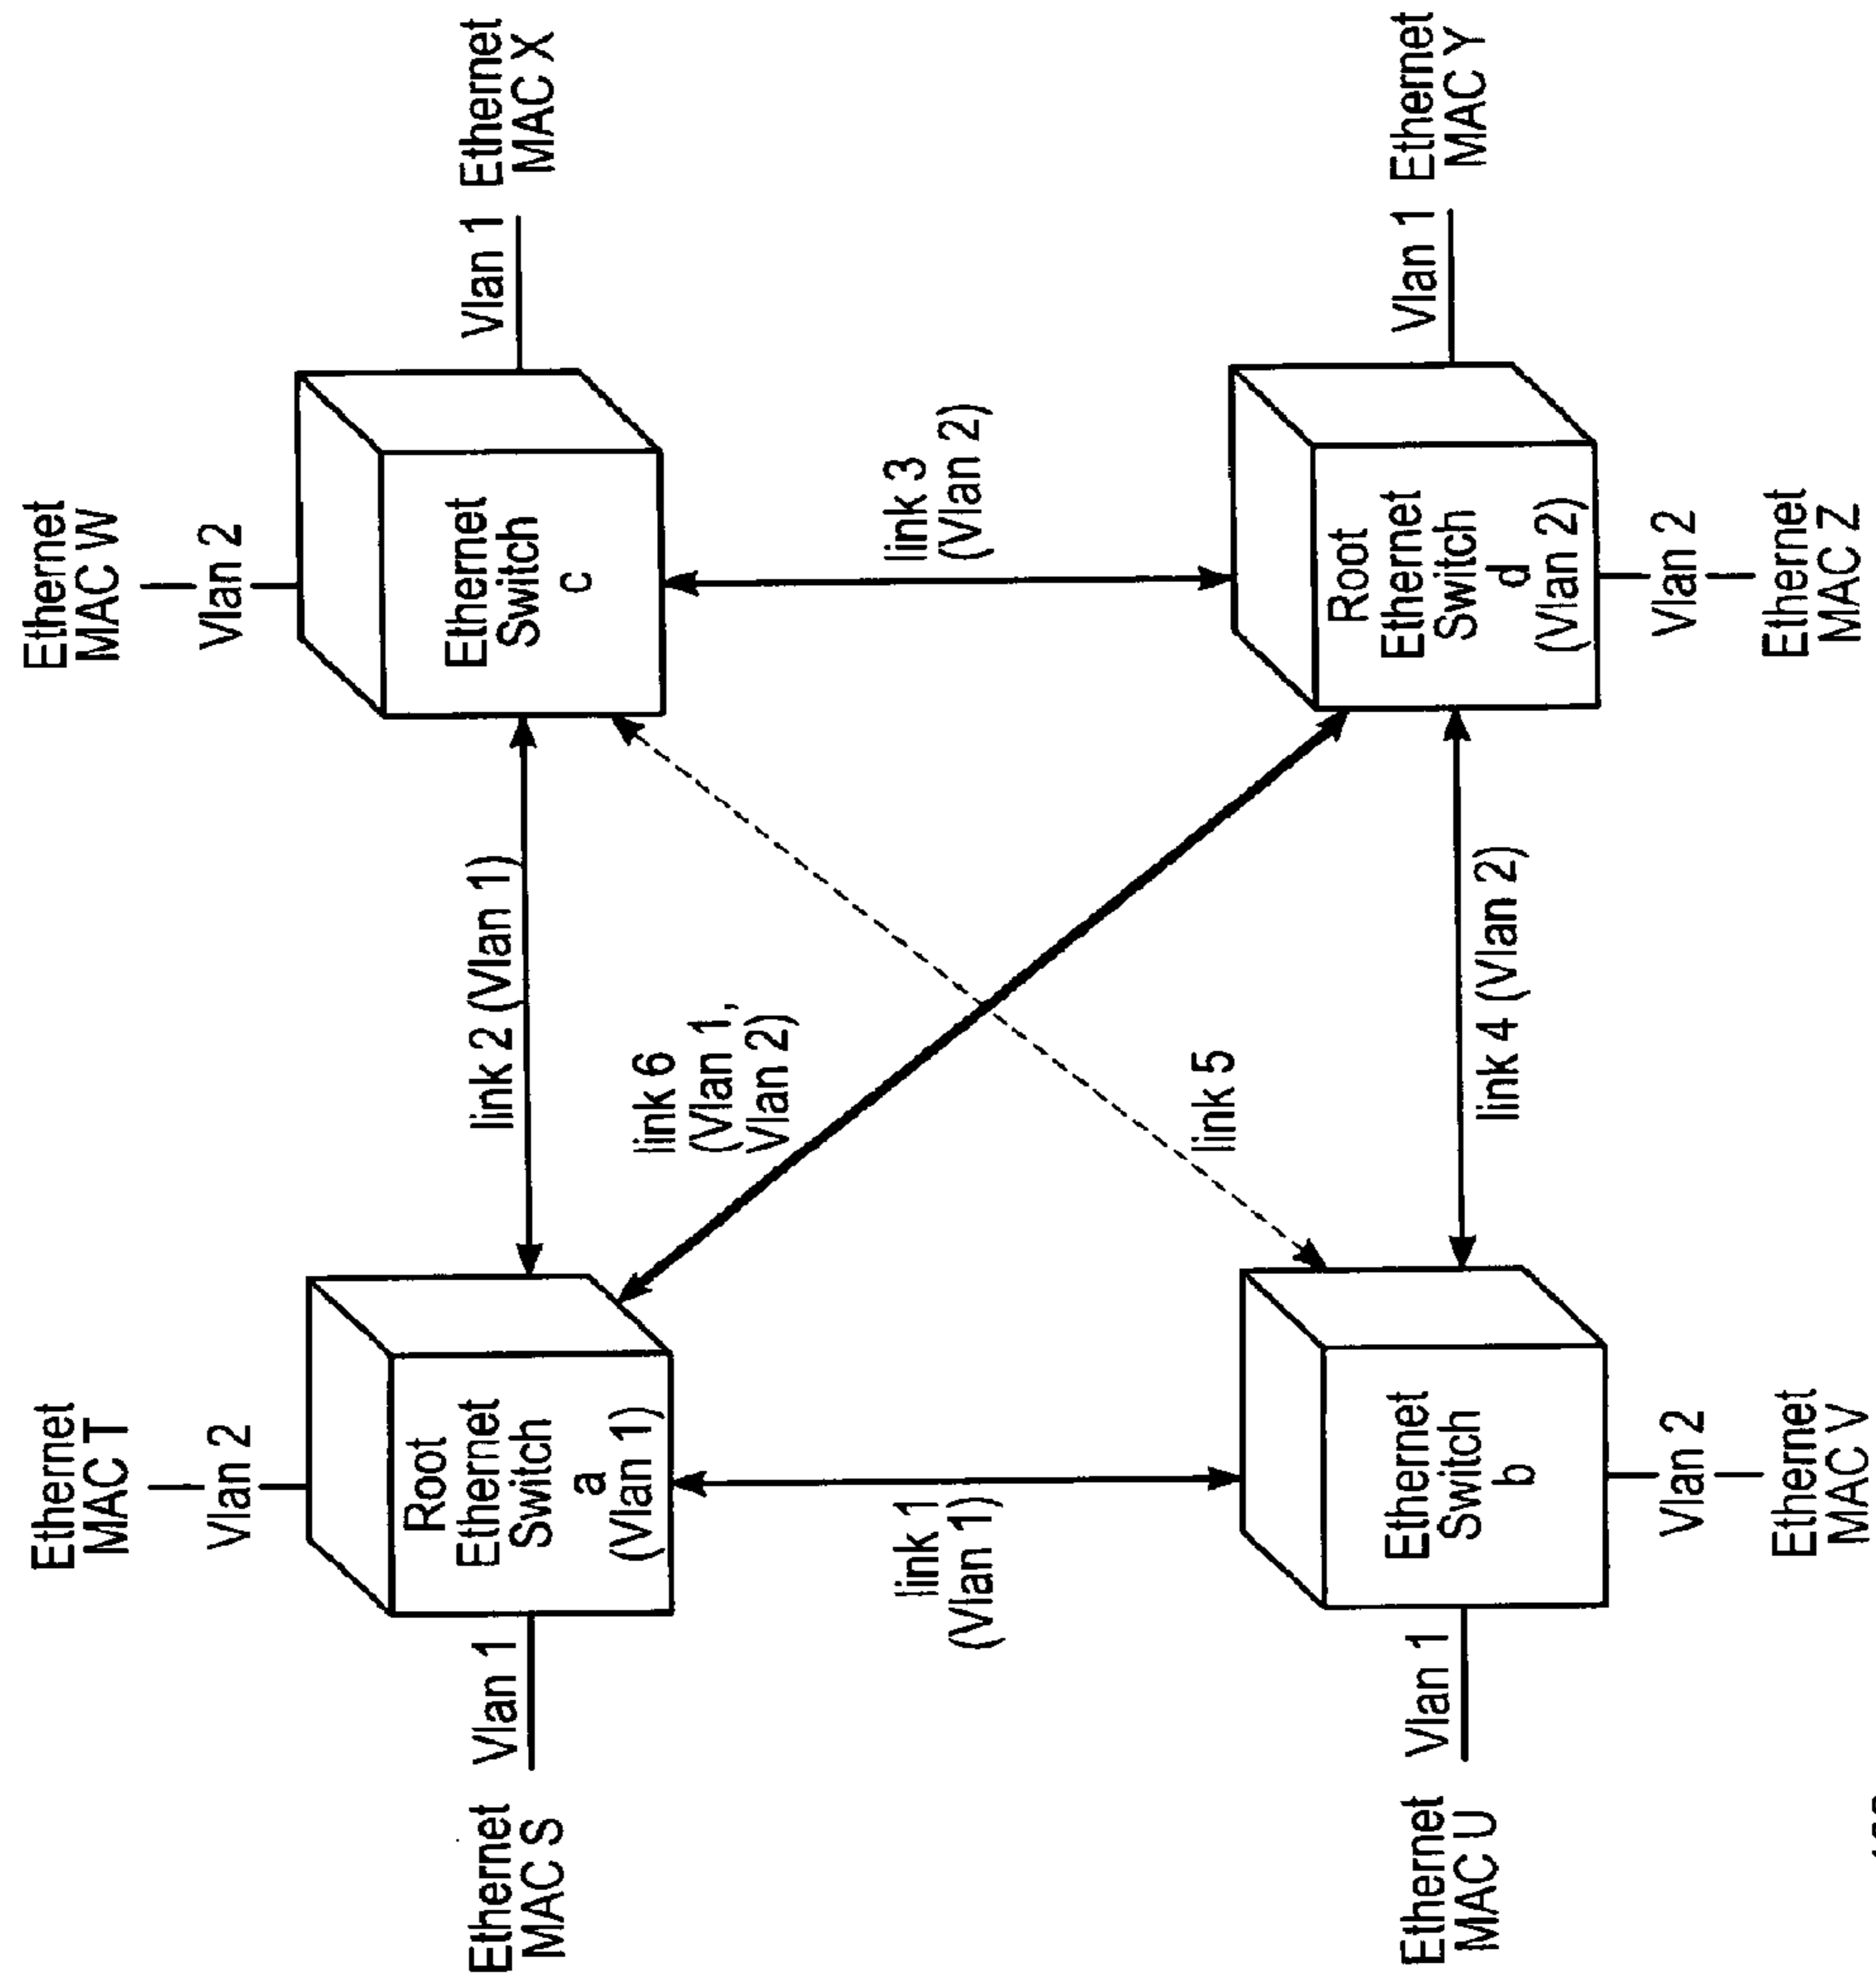 Ethernet
MAC T
Vlan 2
Ethernet
MAC W
Vlan 2
Ethernet
MAC S
Vlan 1
Root
Ethernet
Switch
a
(Vlan 1)
link 2 (Vlan 1)
Ethernet
Switch
c
Vlan 1
Ethernet
MAC X
link 6
(Vlan 1,
Vlan 2)
link 1
(Vlan 1)
link 3
(Vlan 2)
link 5
Ethernet
MAC U
Vlan 1
Ethernet
Switch
b
link 4 (Vlan 2)
Root
Ethernet
Switch
d
(Vlan 2)
Vlan 1
Ethernet
MAC Y
Vlan 2
Ethernet
MAC V
Vlan 2
Ethernet
MAC Z